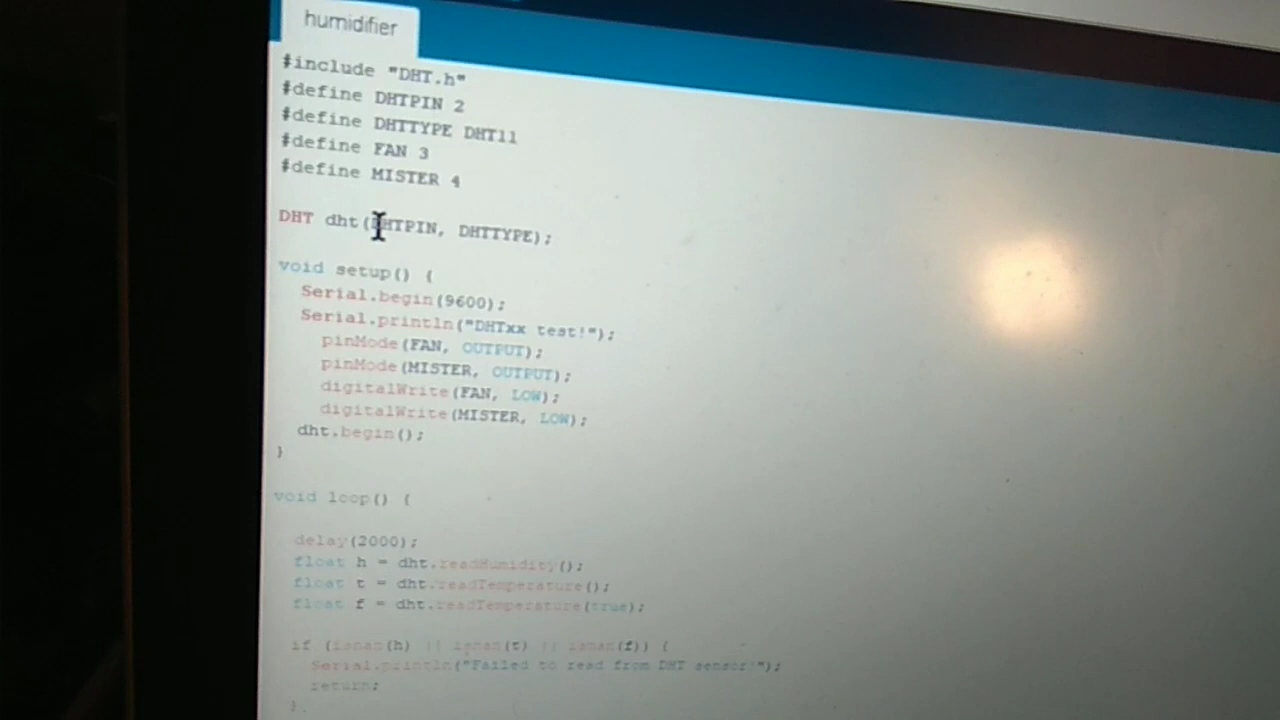 humidifier
#include "DHT.h"
#define DHTPIN 2
#define DHTTYPE DHT11
#define FAN 3
#define MISTER 4
DHT dht(DHTPIN, DHTTYPE);
void setup() {
Serial.begin(9600);
Serial.println("DHTxx test!");
pinMode(FAN, OUTPUT);
pinMode(MISTER, OUTPUT);
digitalWrite(FAN, LOW);
digitalWrite(MISTER, LOW);
dht.begin();
}
void loop() {
delay(2000);
float h = dht.readHumidity();
float t = dht.readTemperature();
float f = dht.readTemperature(true);
if (isnan(h) || isnan(t) || isnan(f)) {
Serial.println("Failed to read from DHT sensor!");
return;
}